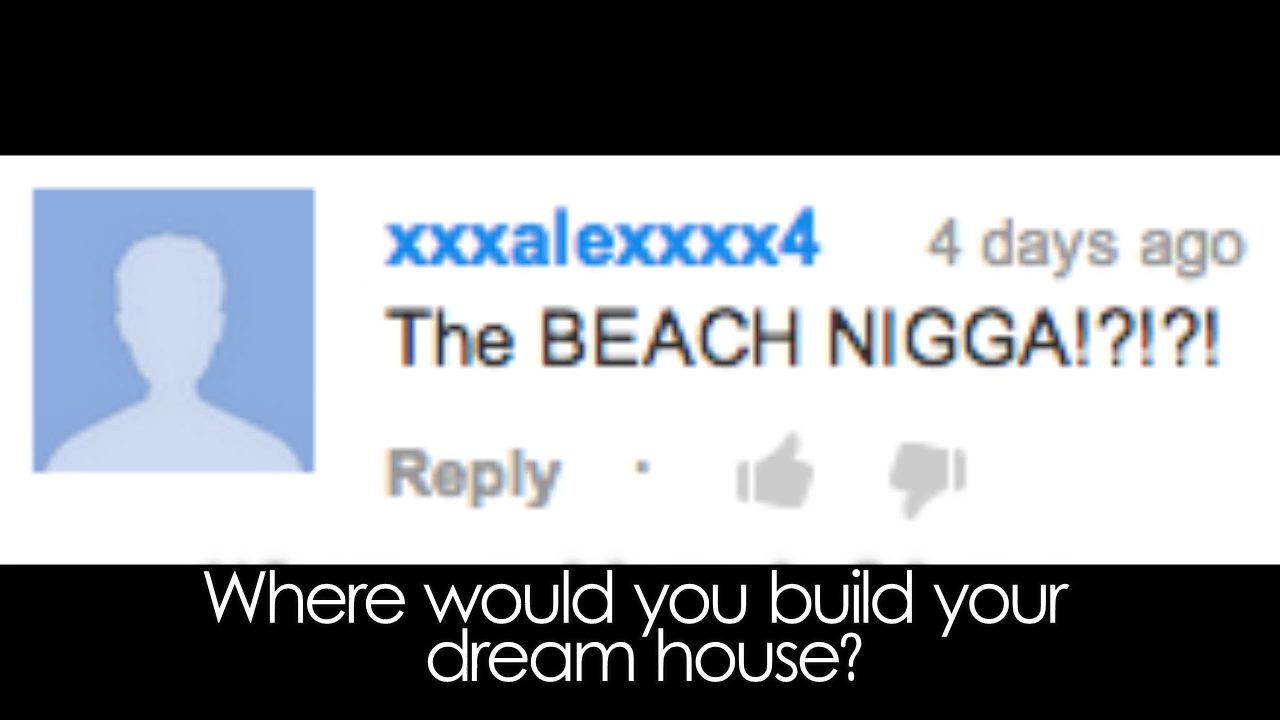 xxxalexxxx4 4 days ago
The BEACH NIGGA!?!?!
Reply ·
Where would you build your
dream house?